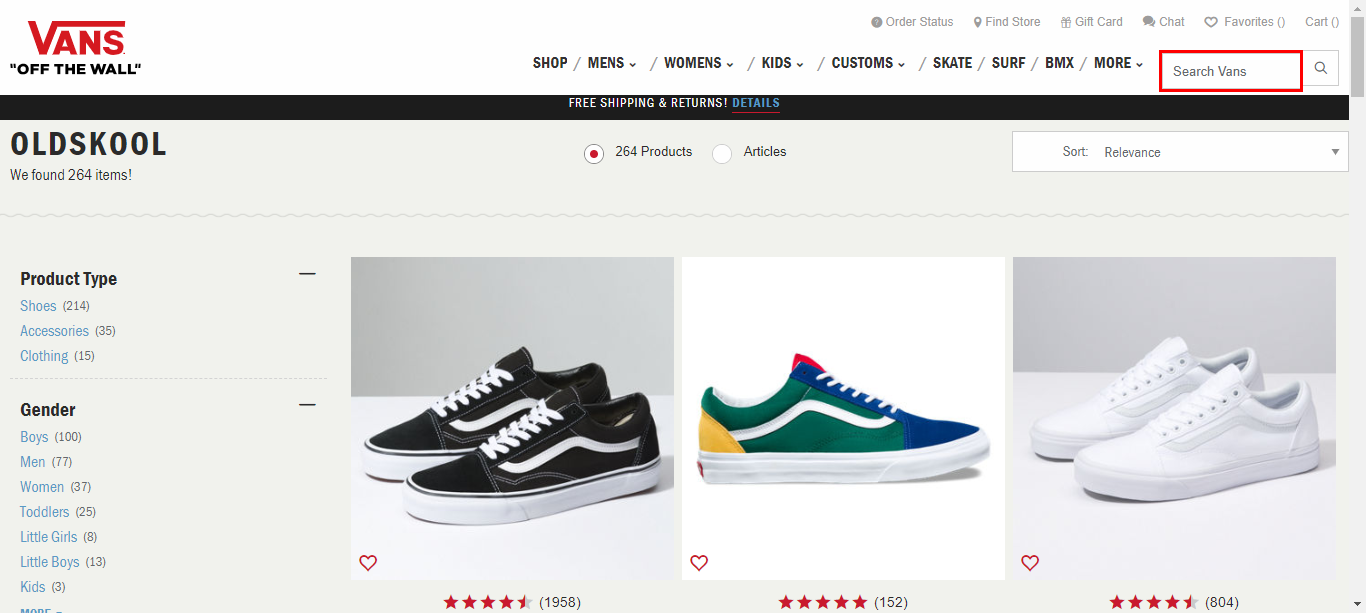 Order Status Find Store Gift Card Chat Favorites () Cart ()
VANS
"OFF THE WALL"
SHOP / MENS / WOMENS / KIDS / CUSTOMS / SKATE / SURF / BMX / MORE
Search Vans
FREE SHIPPING & RETURNS! DETAILS
OLDSKOOL
We found 264 items!
264 Products Articles
Sort: Relevance
Product Type
Shoes (214)
Accessories (35)
Clothing (15)
Gender
Boys (100)
Men (77)
Women (37)
Toddlers (25)
Little Girls (8)
Little Boys (13)
Kids (3)
MORE
(1958)
(152)
(804)